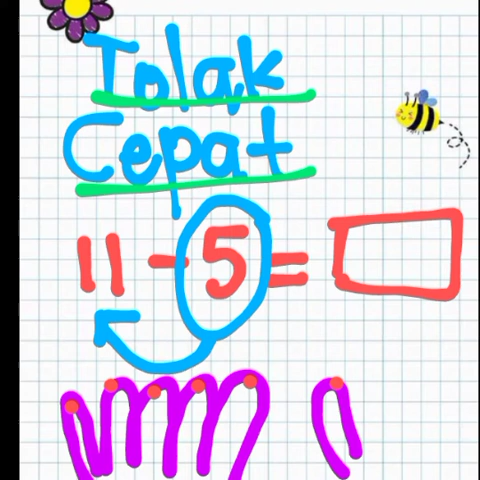 Tolak
Cepat
11 - 5 =